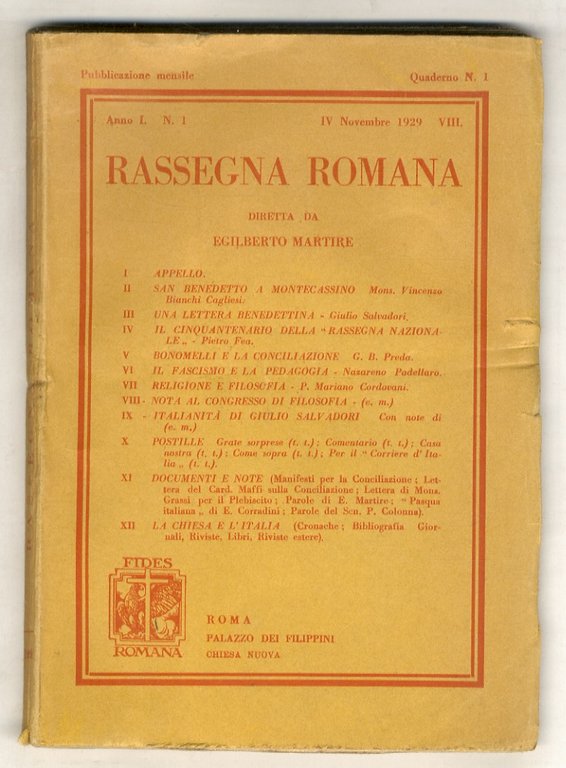 Pubblicazione mensile Quaderno N. 1
Anno I. N. 1 IV Novembre 1929 VIII.
RASSEGNA ROMANA
DIRETTA DA
EGILBERTO MARTIRE
I APPELLO.
II SAN BENEDETTO A MONTECASSINO Mons. Vincenzo
Bianchi Cagliesi.
III UNA LETTERA BENEDETTINA - Giulio Salvadori.
IV IL CINQUANTENARIO DELLA "RASSEGNA NAZIONA-
LE„ - Pietro Fea.
V BONOMELLI E LA CONCILIAZIONE G. B. Preda.
VI IL FASCISMO E LA PEDAGOGIA - Nazareno Padellaro.
VII RELIGIONE E FILOSOFIA - P. Mariano Cordovani.
VIII - NOTA AL CONGRESSO DI FILOSOFIA - (e. m.)
IX - ITALIANITÀ DI GIULIO SALVADORI Con note di
(e. m.)
X POSTILLE Grate sorprese (t. t.) ; Comentario (t. t.) ; Casa
nostra (t. t.) ; Come sopra (t. t.) ; Per il "Corriere d'Ita-
lia„ (t. t.).
XI DOCUMENTI E NOTE (Manifesti per la Conciliazione ; Let-
tera del Card. Maffi sulla Conciliazione ; Lettera di Mons.
Grassi per il Plebiscito ; Parole di E. Martire ; "Pasqua
italiana„ di E. Corradini ; Parole del Sen. P. Colonna).
XII LA CHIESA E L'ITALIA (Cronache ; Bibliografia Gior-
nali, Riviste, Libri, Riviste estere).
FIDES
ROMANA
ROMA
PALAZZO DEI FILIPPINI
CHIESA NUOVA